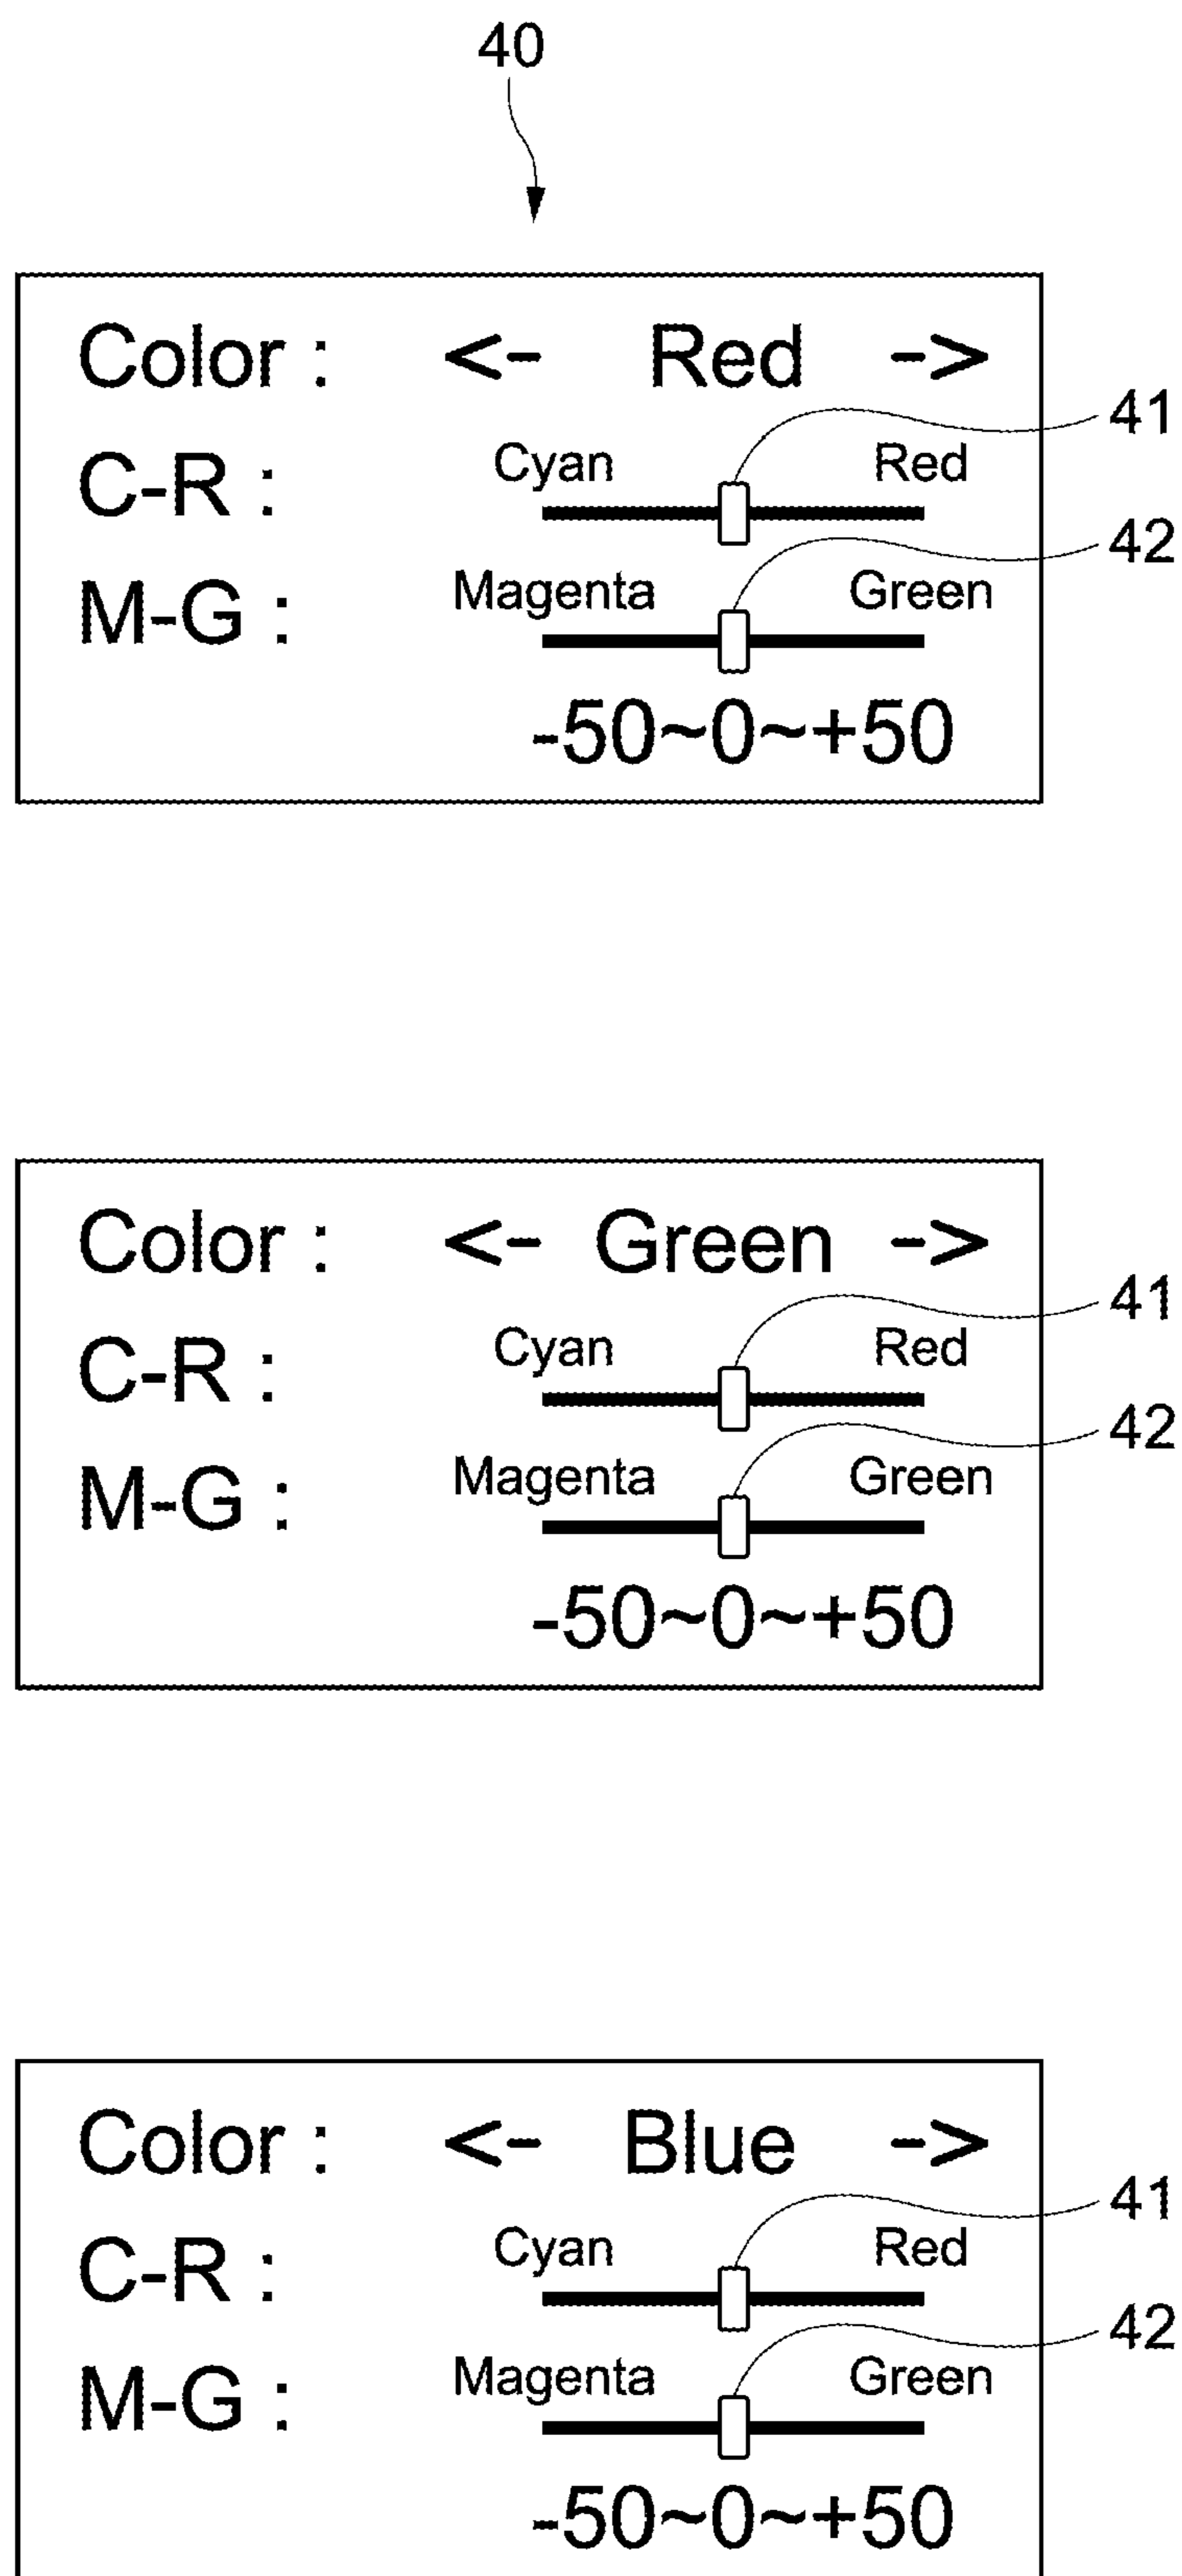 40
Color : <- Red ->
41
C-R : Cyan Red
42
M-G : Magenta Green
-50~0~+50
Color : <- Green ->
41
C-R : Cyan Red
42
M-G : Magenta Green
-50~0~+50
Color : <- Blue ->
41
C-R : Cyan Red
42
M-G : Magenta Green
-50~0~+50